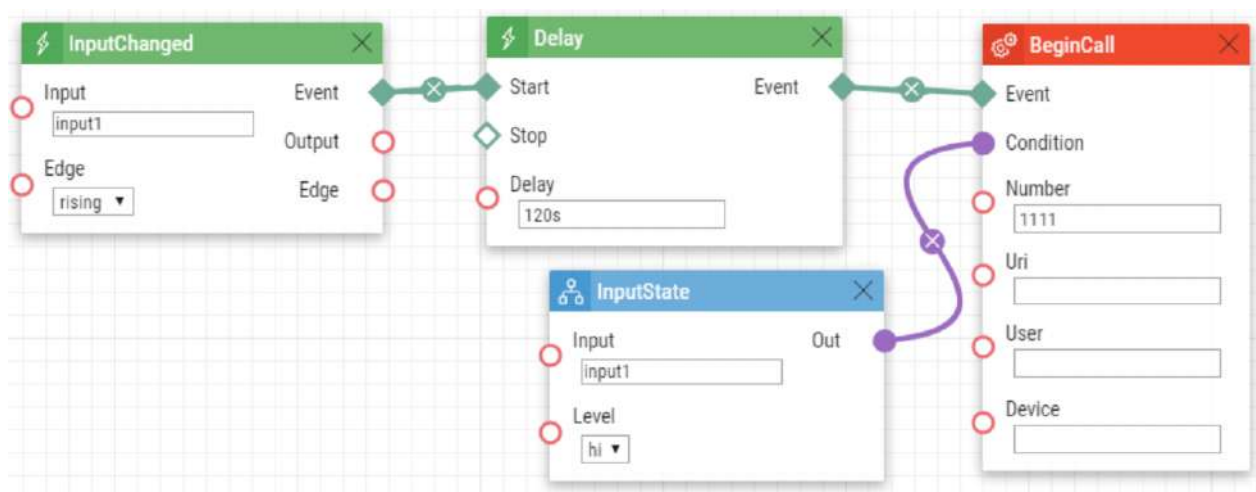 InputChanged
Input
input1
Edge
rising
Event
Output
Edge
Delay
Start
Stop
Delay
120s
Event
InputState
Input
input1
Level
hi
Out
BeginCall
Event
Condition
Number
1111
Uri
User
Device